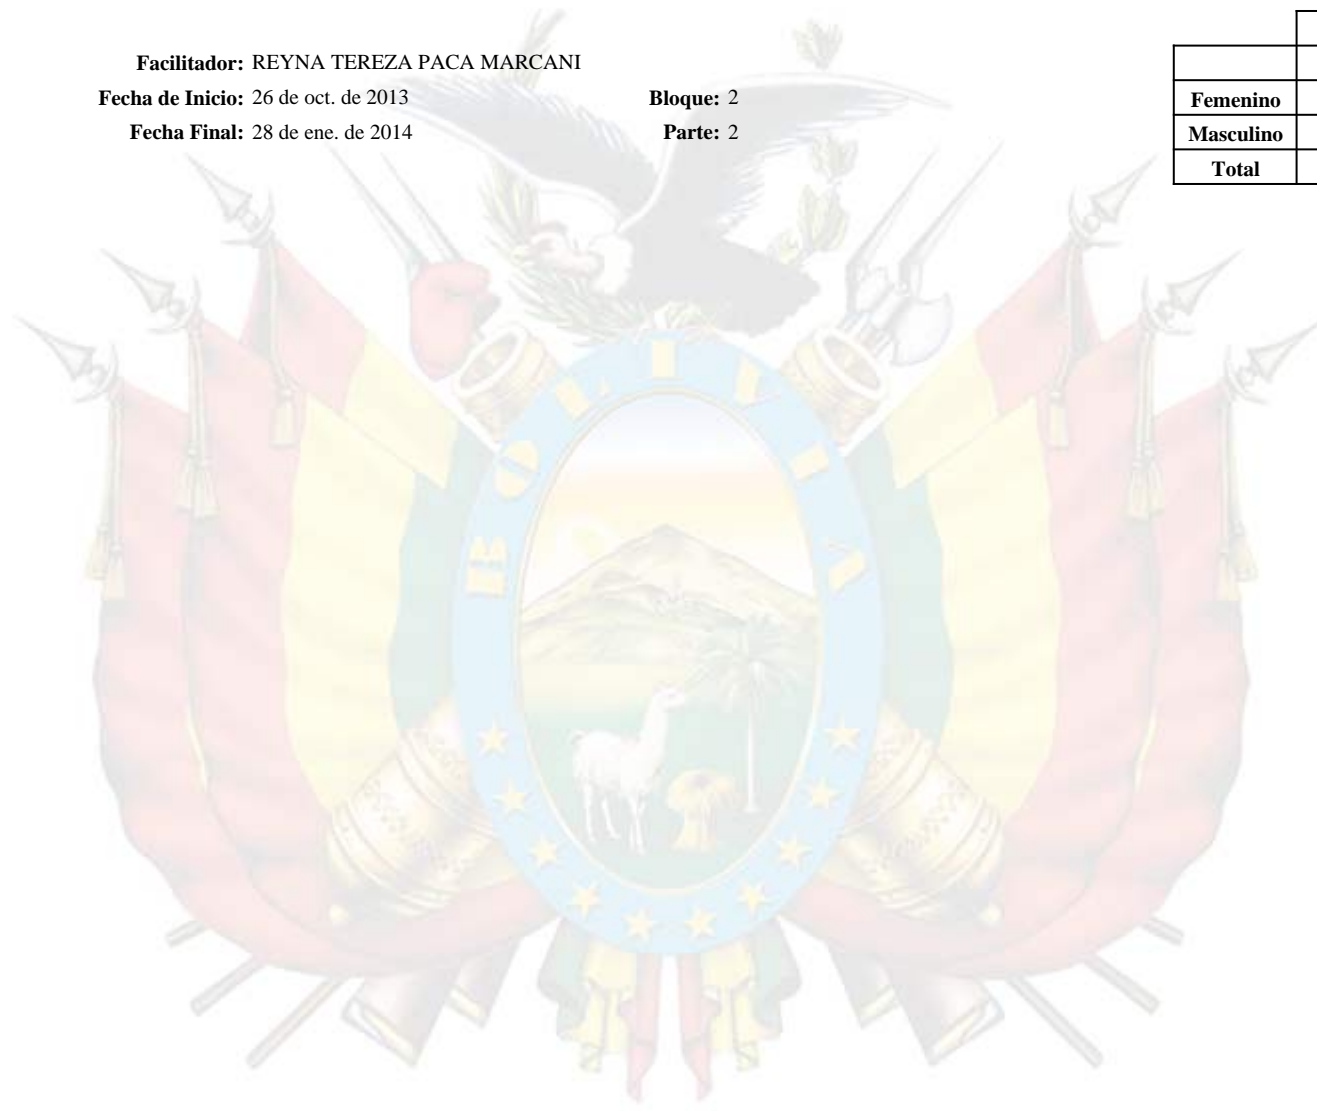 Facilitador: REYNA TEREZA PACA MARCANI
Fecha de Inicio: 26 de oct. de 2013 Bloque: 2
Fecha Final: 28 de ene. de 2014 Parte: 2
Femenino
Masculino
Total
BOLIVIA